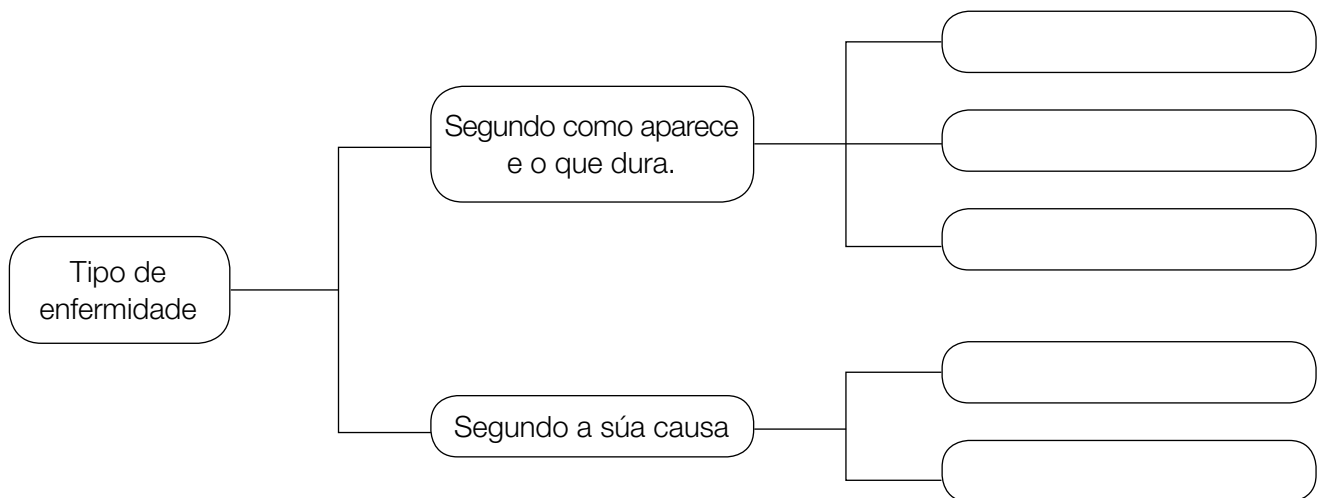 Segundo como aparece
e o que dura.
Tipo de
enfermidade
Segundo a súa causa